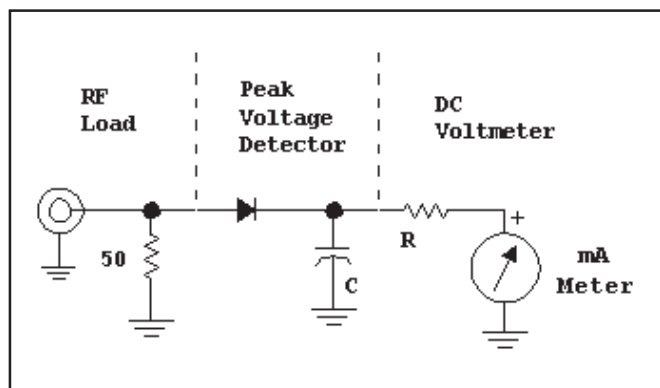 RF
Load
Peak
Voltage
Detector
DC
Voltmeter
50
C
R
+
mA
Meter